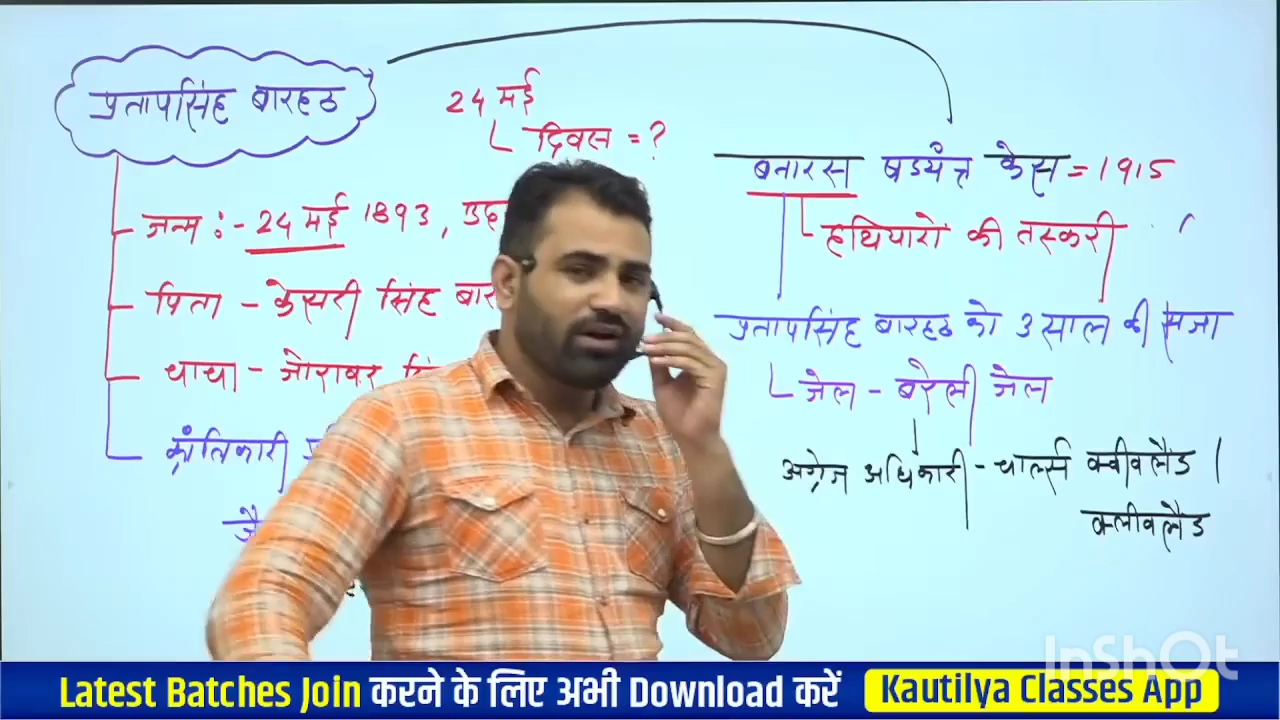 प्रतापसिंह बारहठ
24 मई
दिवस = ?
जन्म :- 24 मई 1893,
पिता - केसरी सिंह
चाचा - जोरावर
क्रांतिकारी
बनारस षडयंत्र केस = 1915
हथियारों की तस्करी
प्रतापसिंह बारहठ को 3 साल की सजा
जेल - बरेली जेल
अग्रेज अधिकारी - चार्ल्स क्वीवलैंड
क्लीवलैंड
Latest Batches Join करने के लिए अभी Download करें
Kautilya Classes App
InShOt